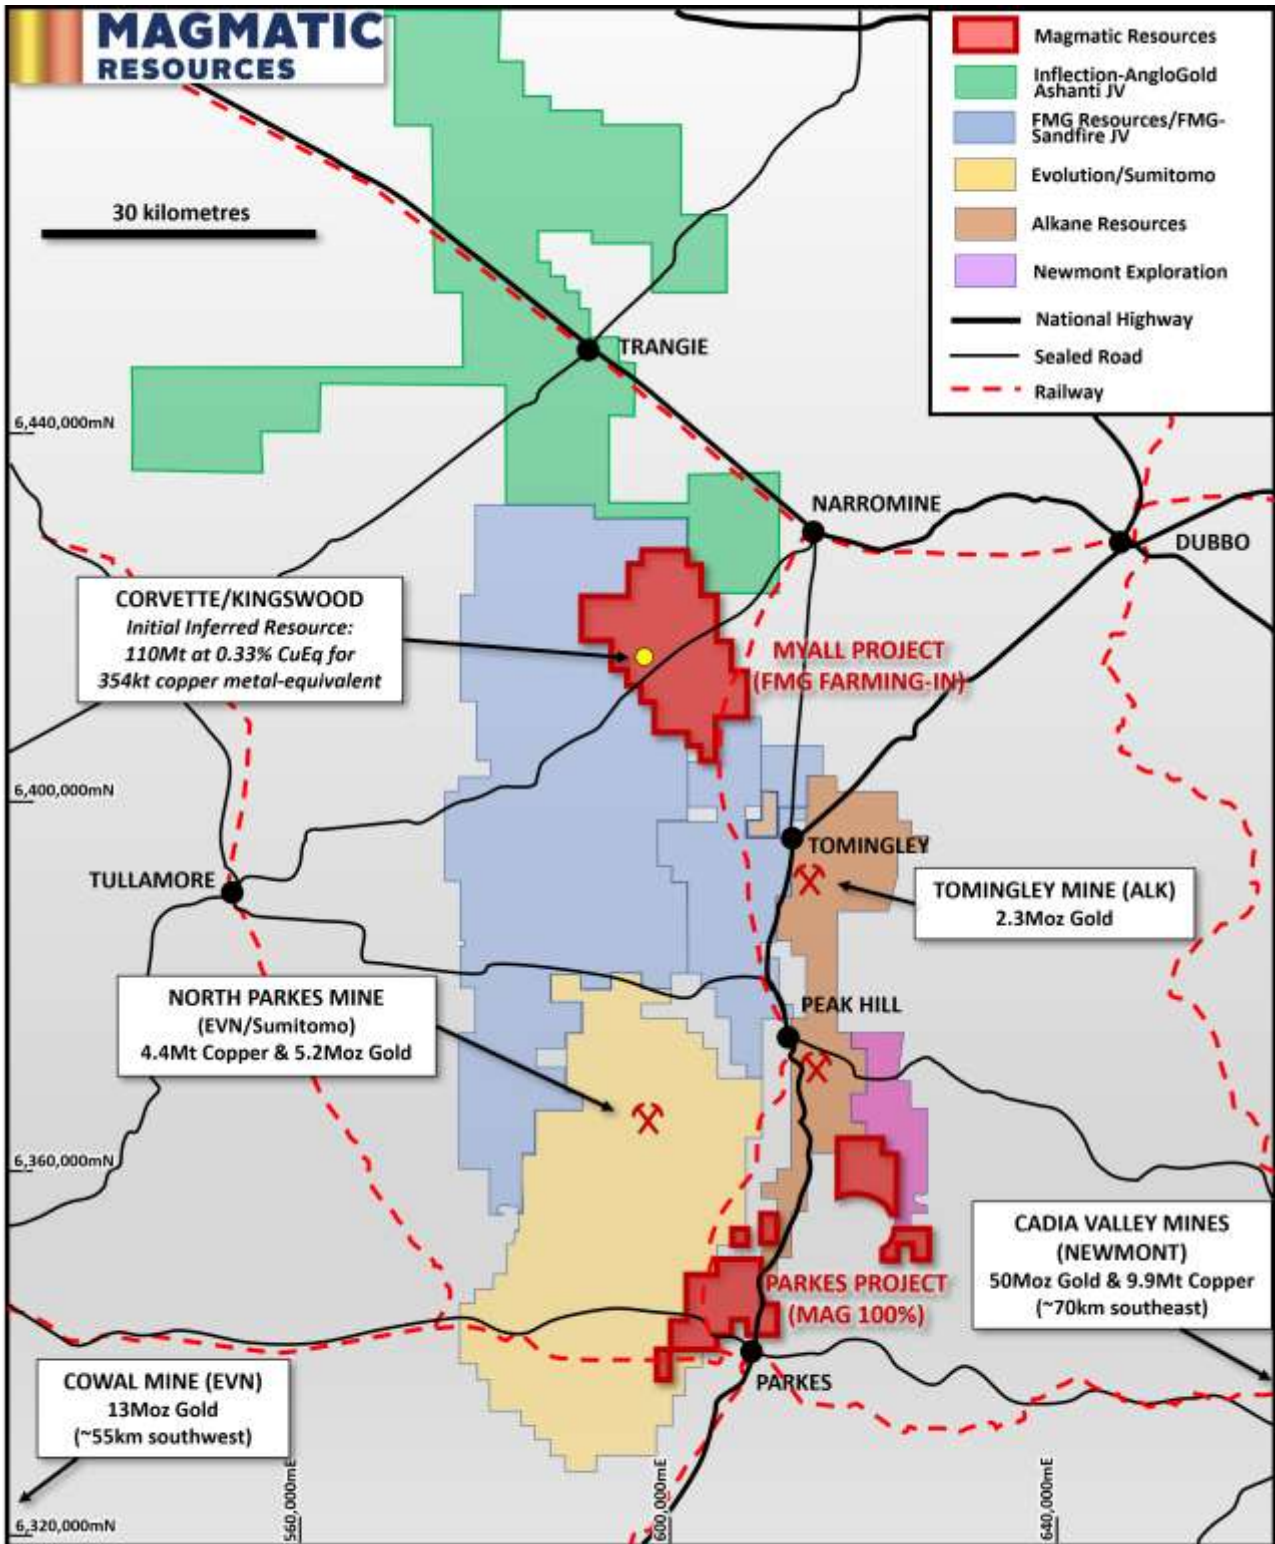 MAGMATIC
RESOURCES
Magmatic Resources
Inflection-AngloGold
Ashanti JV
FMG Resources/FMG-
Sandfire JV
Evolution/Sumitomo
Alkane Resources
Newmont Exploration
National Highway
Sealed Road
Railway
30 kilometres
TRANGIE
6,440,000mN
NARROMINE
DUBBO
CORVETTE/KINGSWOOD
Initial Inferred Resource:
110Mt at 0.33% CuEq for
354kt copper metal-equivalent
MYALL PROJECT
(FMG FARMING-IN)
6,400,000mN
TOMINGLEY
TULLAMORE
TOMINGLEY MINE (ALK)
2.3Moz Gold
NORTH PARKES MINE
(EVN/Sumitomo)
4.4Mt Copper & 5.2Moz Gold
PEAK HILL
6,360,000mN
CADIA VALLEY MINES
(NEWMONT)
50Moz Gold & 9.9Mt Copper
(~70km southeast)
PARKES PROJECT
(MAG 100%)
PARKES
COWAL MINE (EVN)
13Moz Gold
(~55km southwest)
6,320,000mN
560,000mE
600,000mE
640,000mE